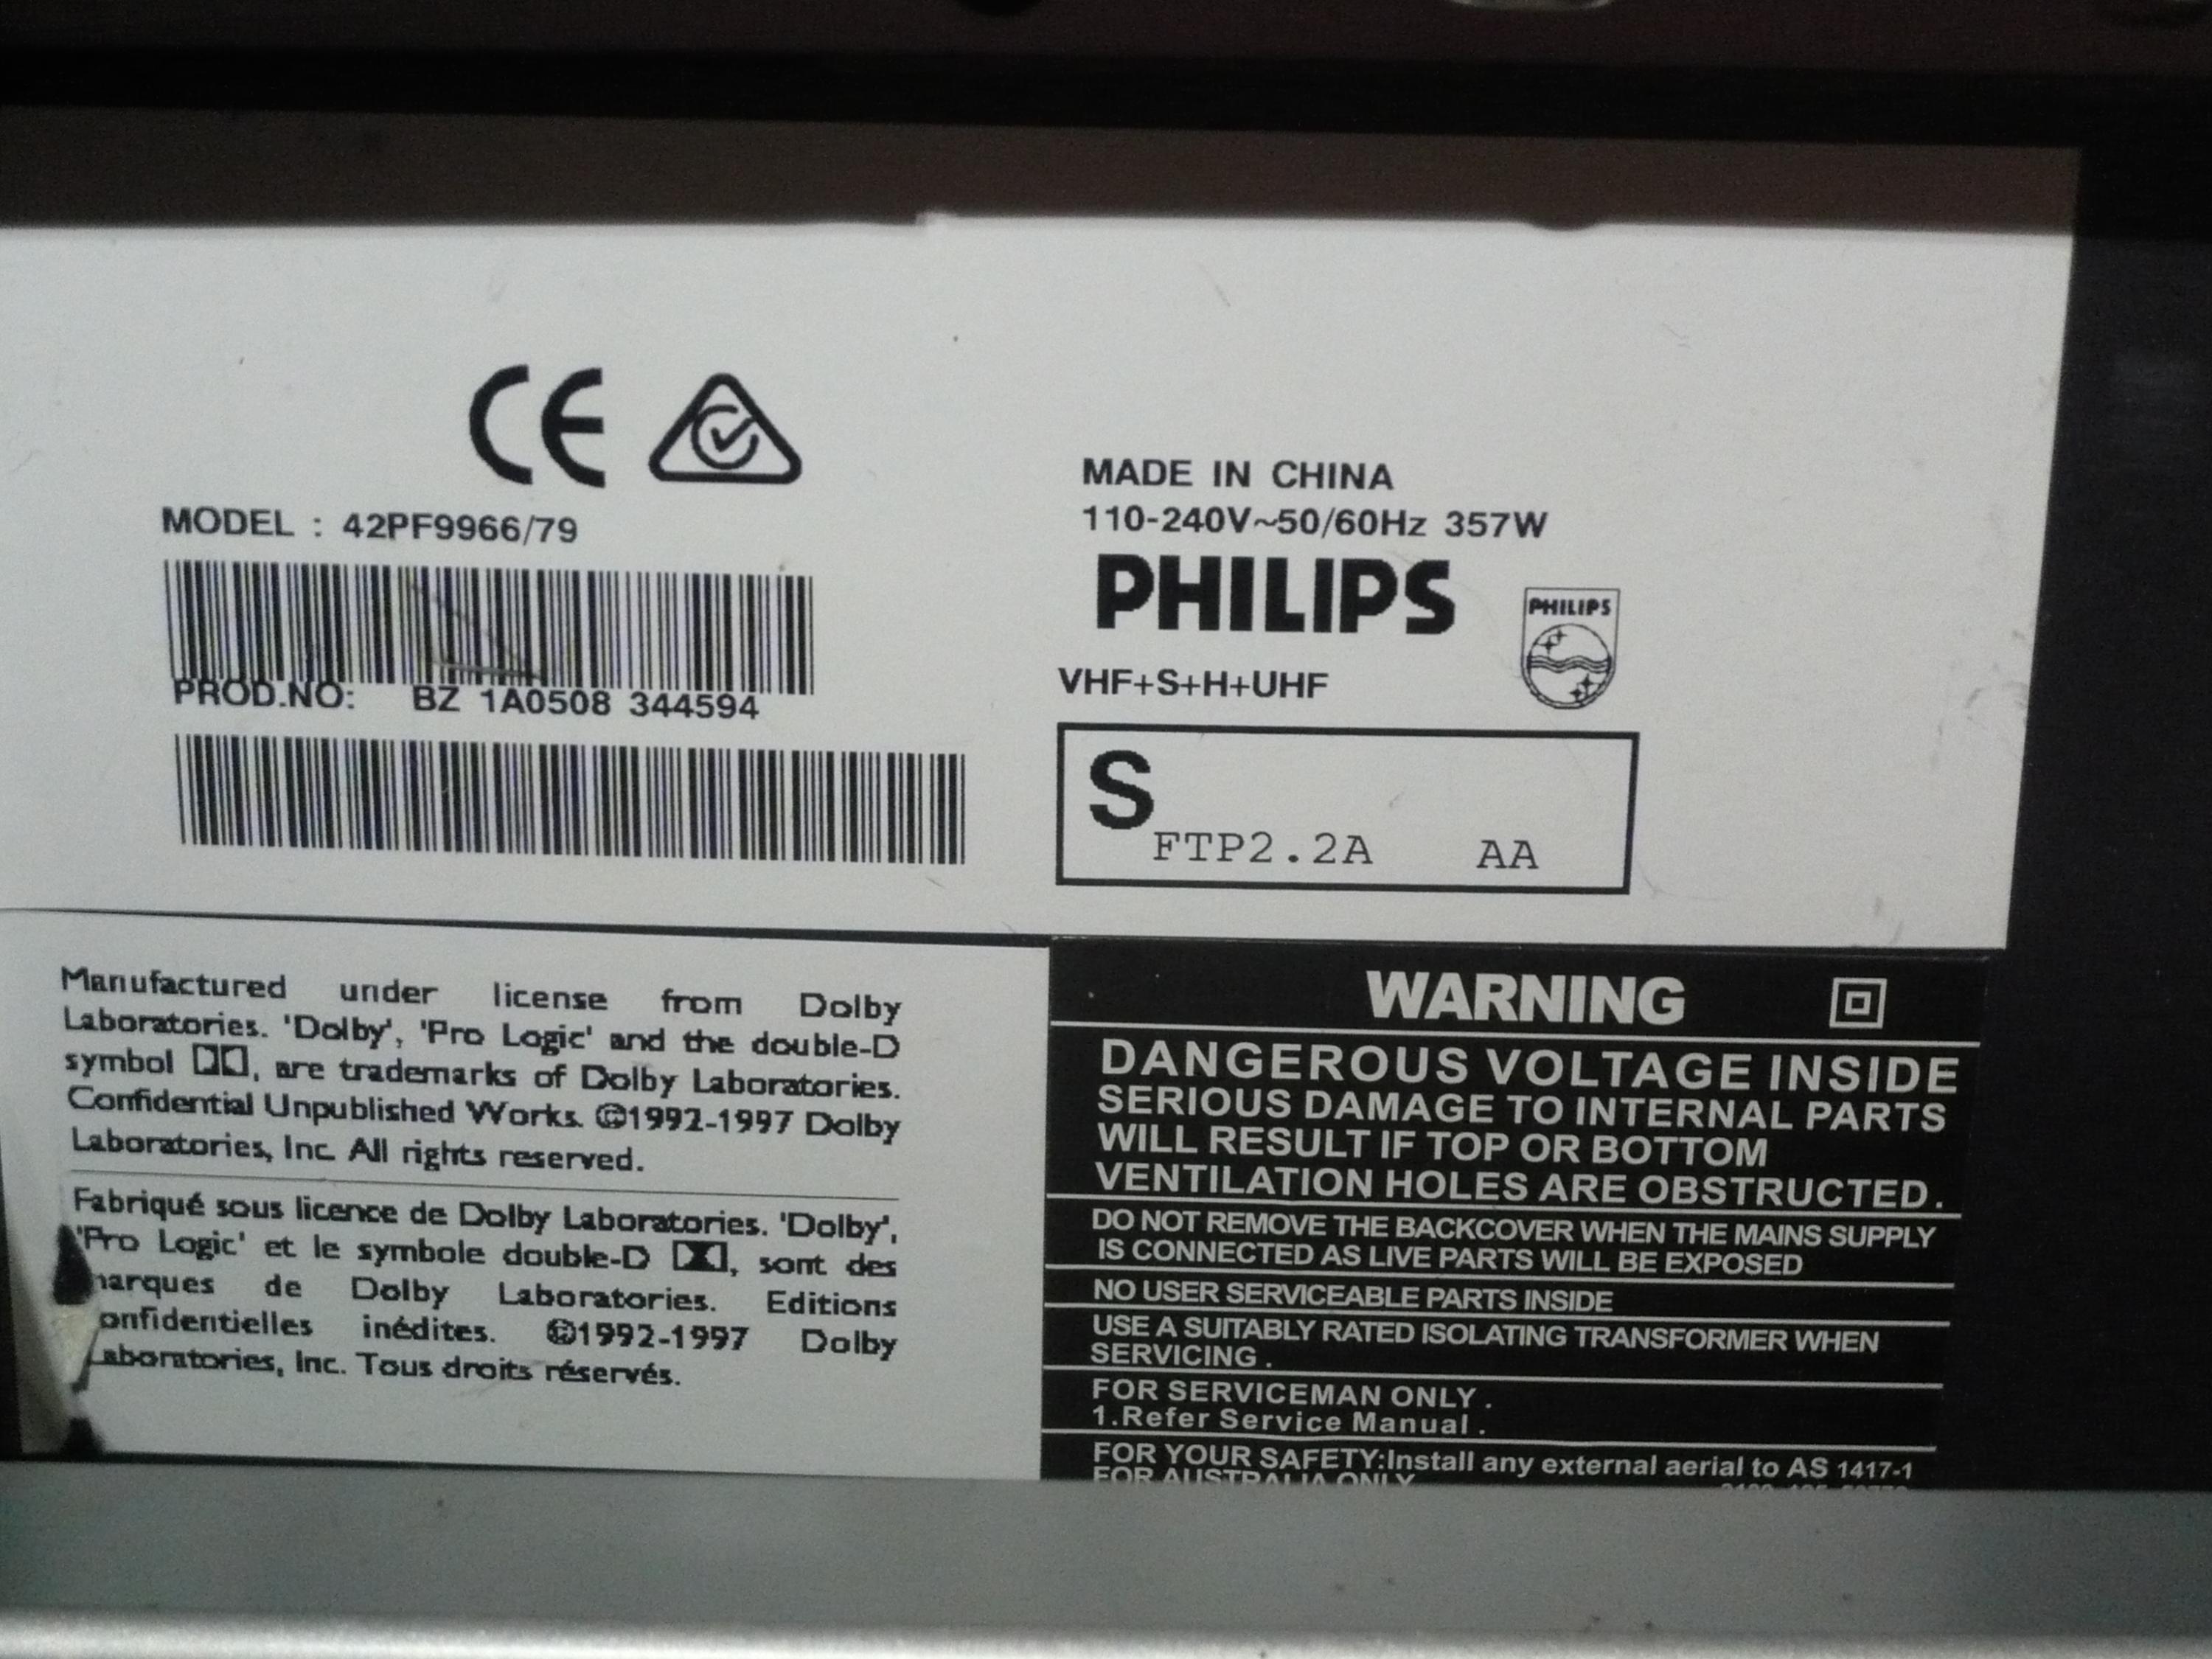 CE
MODEL : 42PF9966/79
PROD.NO: BZ 1A0508 344594
MADE IN CHINA
110-240V~50/60Hz 357W
PHILIPS
PHILIPS
VHF+S+H+UHF
S
FTP2.2A AA
Manufactured under license from Dolby
Laboratories. 'Dolby', 'Pro Logic' and the double-D
symbol, are trademarks of Dolby Laboratories.
Confidential Unpublished Works. ©1992-1997 Dolby
Laboratories, Inc. All rights reserved.
Fabriqué sous licence de Dolby Laboratories. 'Dolby',
'Pro Logic' et le symbole double-D, sont des
arques de Dolby Laboratories. Editions
onfidentielles inédites. ©1992-1997 Dolby
Laboratories, Inc. Tous droits réservés.
WARNING
DANGEROUS VOLTAGE INSIDE
SERIOUS DAMAGE TO INTERNAL PARTS
WILL RESULT IF TOP OR BOTTOM
VENTILATION HOLES ARE OBSTRUCTED.
DO NOT REMOVE THE BACKCOVER WHEN THE MAINS SUPPLY
IS CONNECTED AS LIVE PARTS WILL BE EXPOSED
NO USER SERVICEABLE PARTS INSIDE
USE A SUITABLY RATED ISOLATING TRANSFORMER WHEN
SERVICING.
FOR SERVICEMAN ONLY.
1.Refer Service Manual.
FOR YOUR SAFETY:Install any external aerial to AS 1417-1
FOR AUSTRALIA ONLY